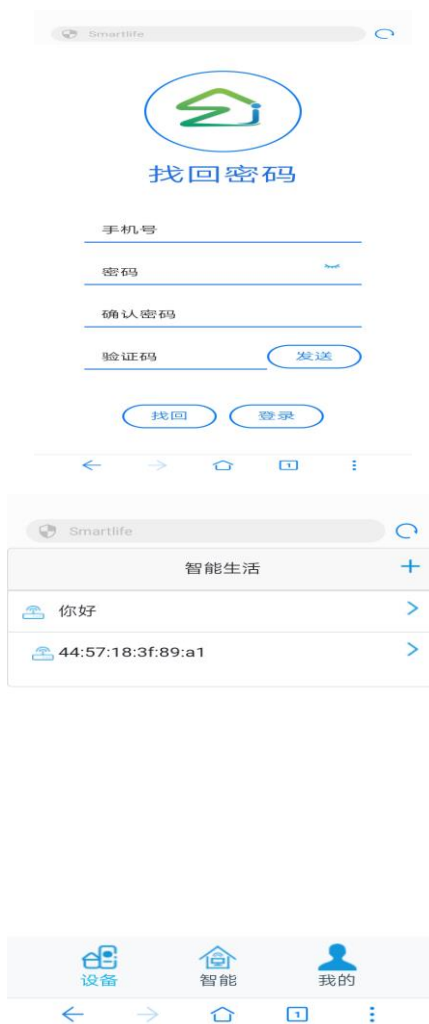 Smartlife
找回密码
手机号
密码
确认密码
验证码 发送
找回 登录
1
Smartlife
智能生活
你好
44:57:18:3f:89:a1
设备 智能 我的
1